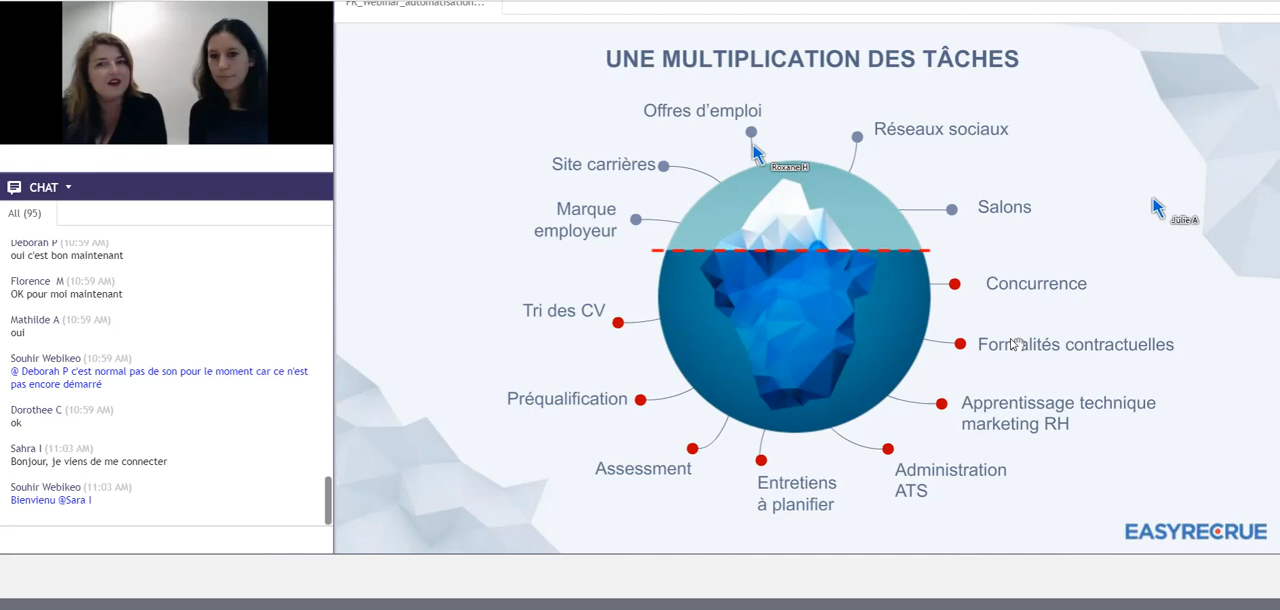 FR_Webinar_automatisation...
UNE MULTIPLICATION DES TÂCHES
Offres d'emploi
Réseaux sociaux
Roxane H
Site carrières
Marque
employeur
Salons
Julie A
Concurrence
Tri des CV
Formalités contractuelles
Préqualification
Apprentissage technique
marketing RH
Assessment
Entretiens
à planifier
Administration
ATS
EASYRECRUE
CHAT
All (95)
Deborah P (10:59 AM)
oui c'est bon maintenant
Florence M (10:59 AM)
OK pour moi maintenant
Mathilde A (10:59 AM)
oui
Souhir Webikeo (10:59 AM)
@ Deborah P c'est normal pas de son pour le moment car ce n'est
pas encore démarré
Dorothee C (10:59 AM)
ok
Sahra I (11:03 AM)
Bonjour, je viens de me connecter
Souhir Webikeo (11:03 AM)
Bienvienu @Sara I